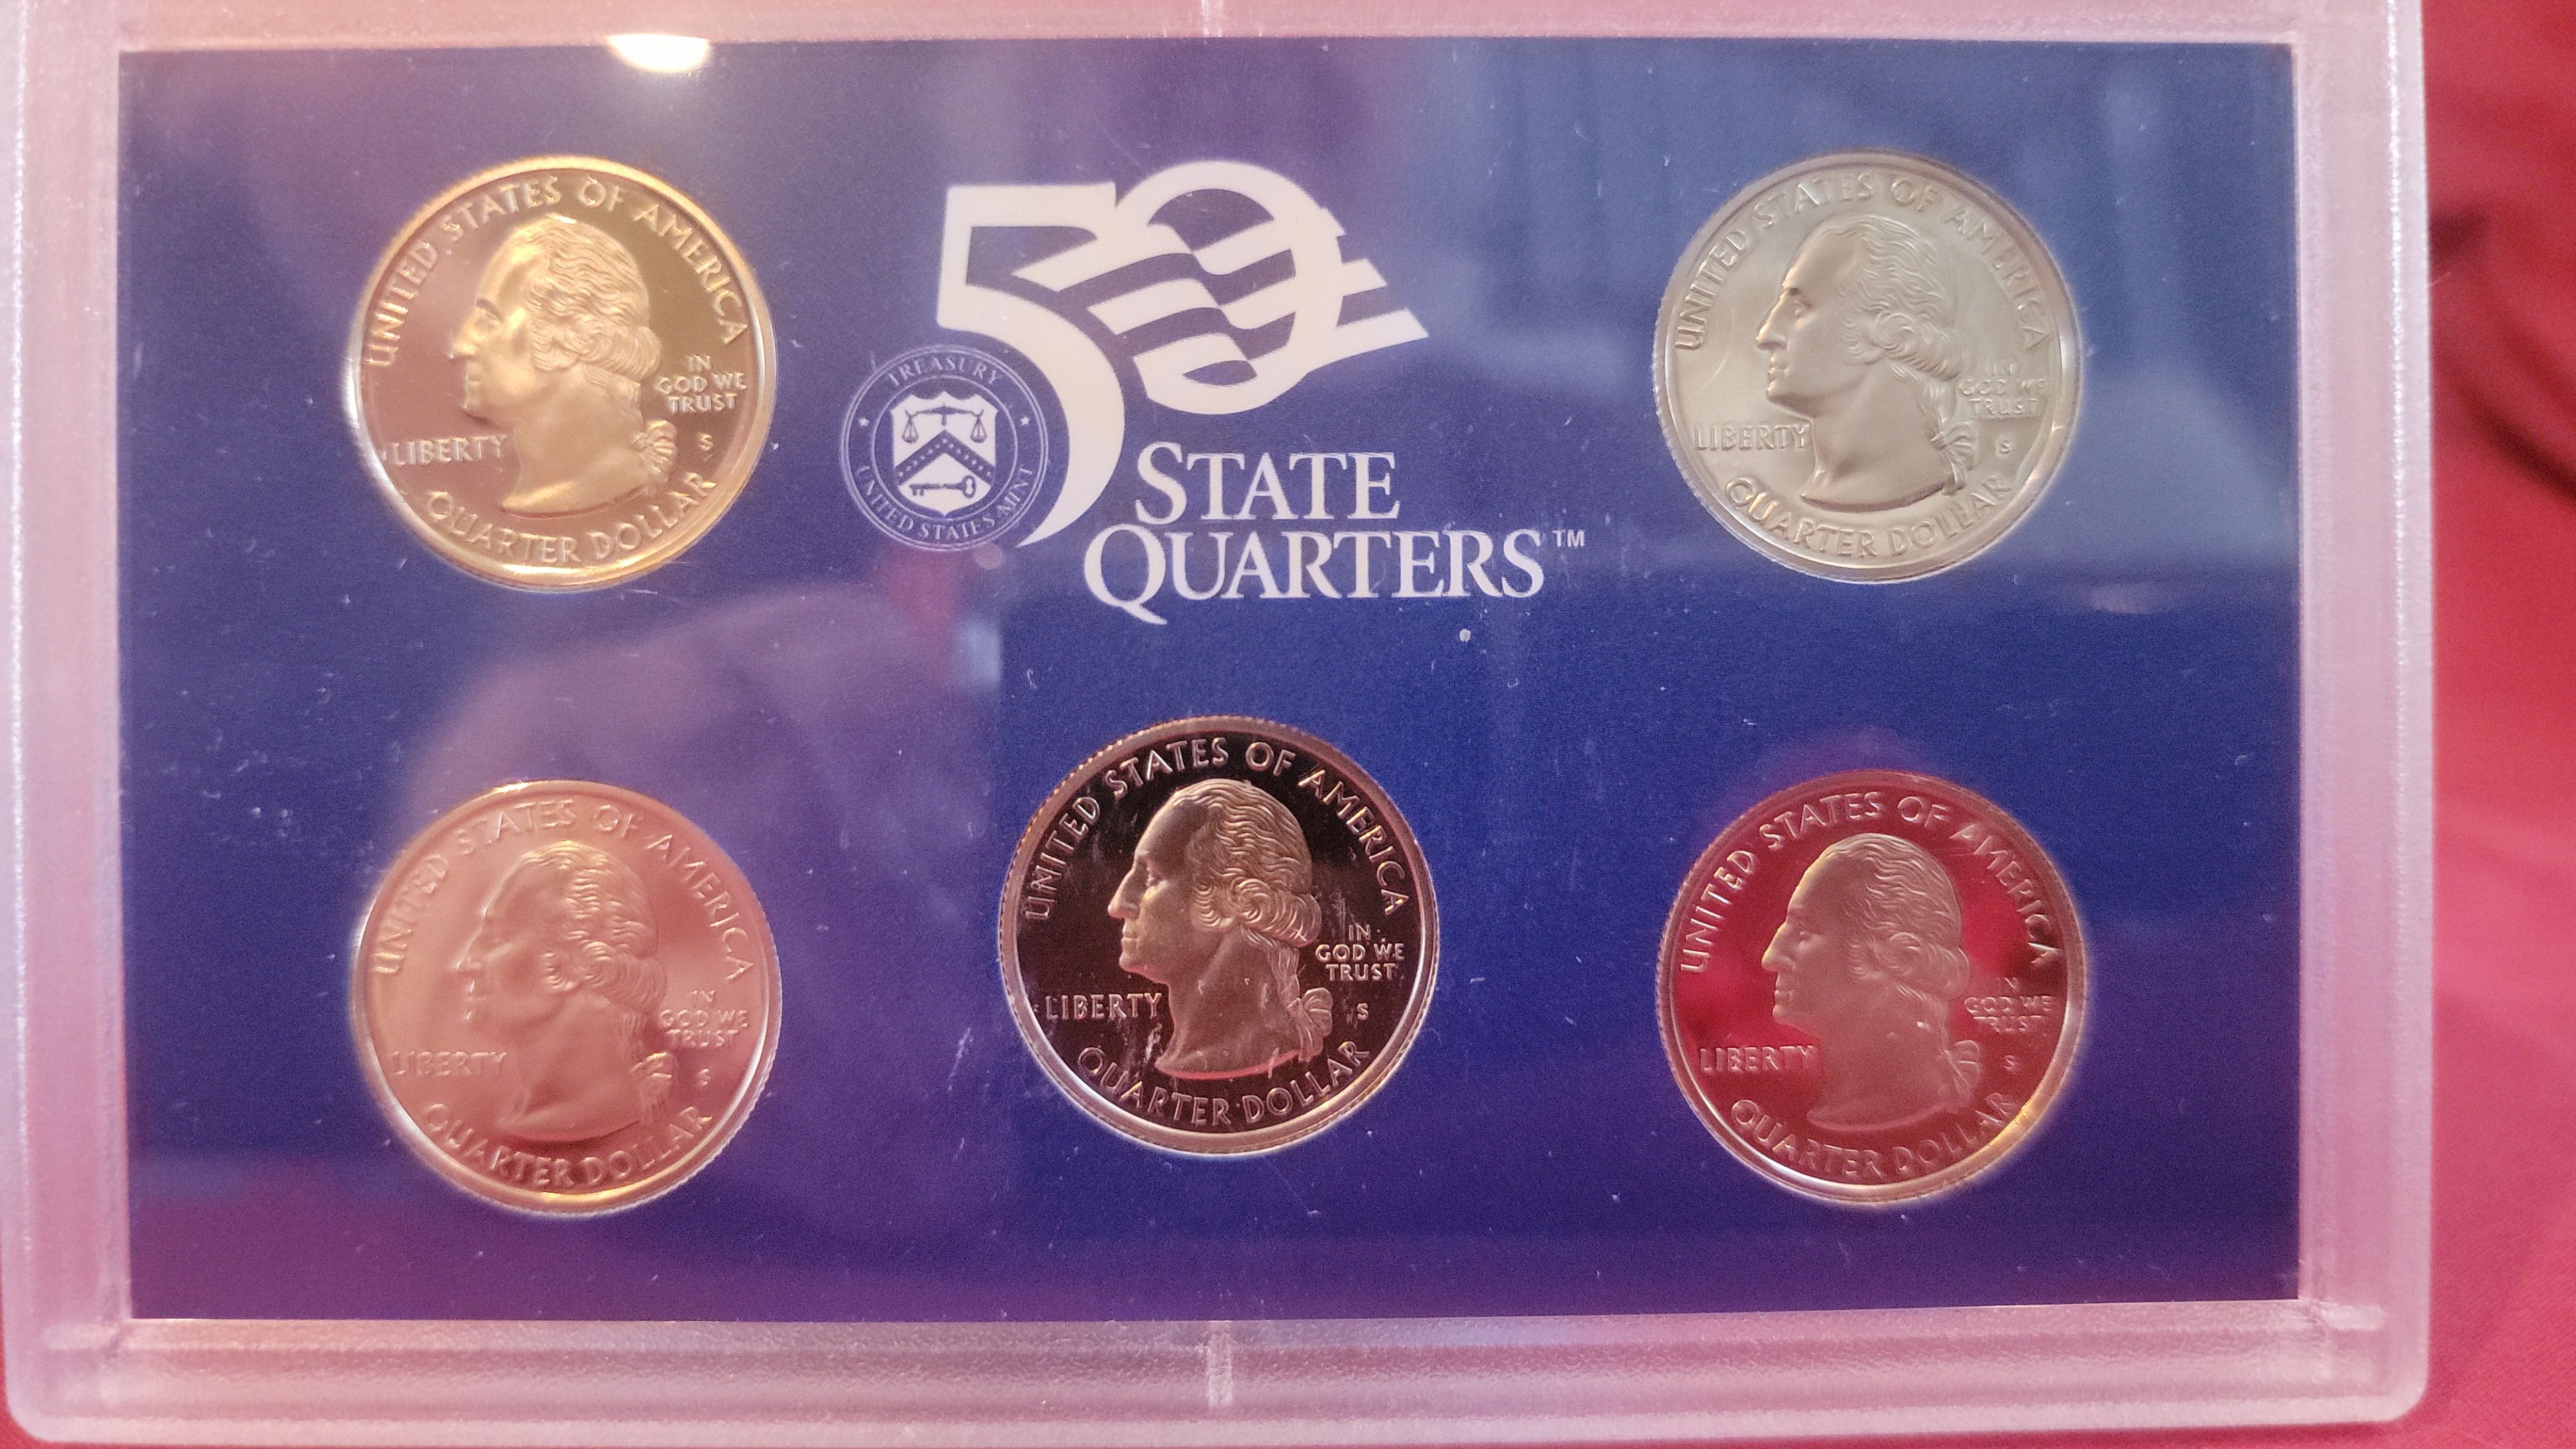 UNITED STATES OF AMERICA
IN
GOD WE
TRUST
LIBERTY
S
QUARTER DOLLAR
50
STATE
QUARTERS™
TREASURY
UNITED STATES MINT
UNITED STATES OF AMERICA
IN
GOD WE
TRUST
LIBERTY
S
QUARTER DOLLAR
UNITED STATES OF AMERICA
IN
GOD WE
TRUST
LIBERTY
S
QUARTER DOLLAR
UNITED STATES OF AMERICA
IN
GOD WE
TRUST
LIBERTY
S
QUARTER DOLLAR
UNITED STATES OF AMERICA
IN
GOD WE
TRUST
LIBERTY
S
QUARTER DOLLAR